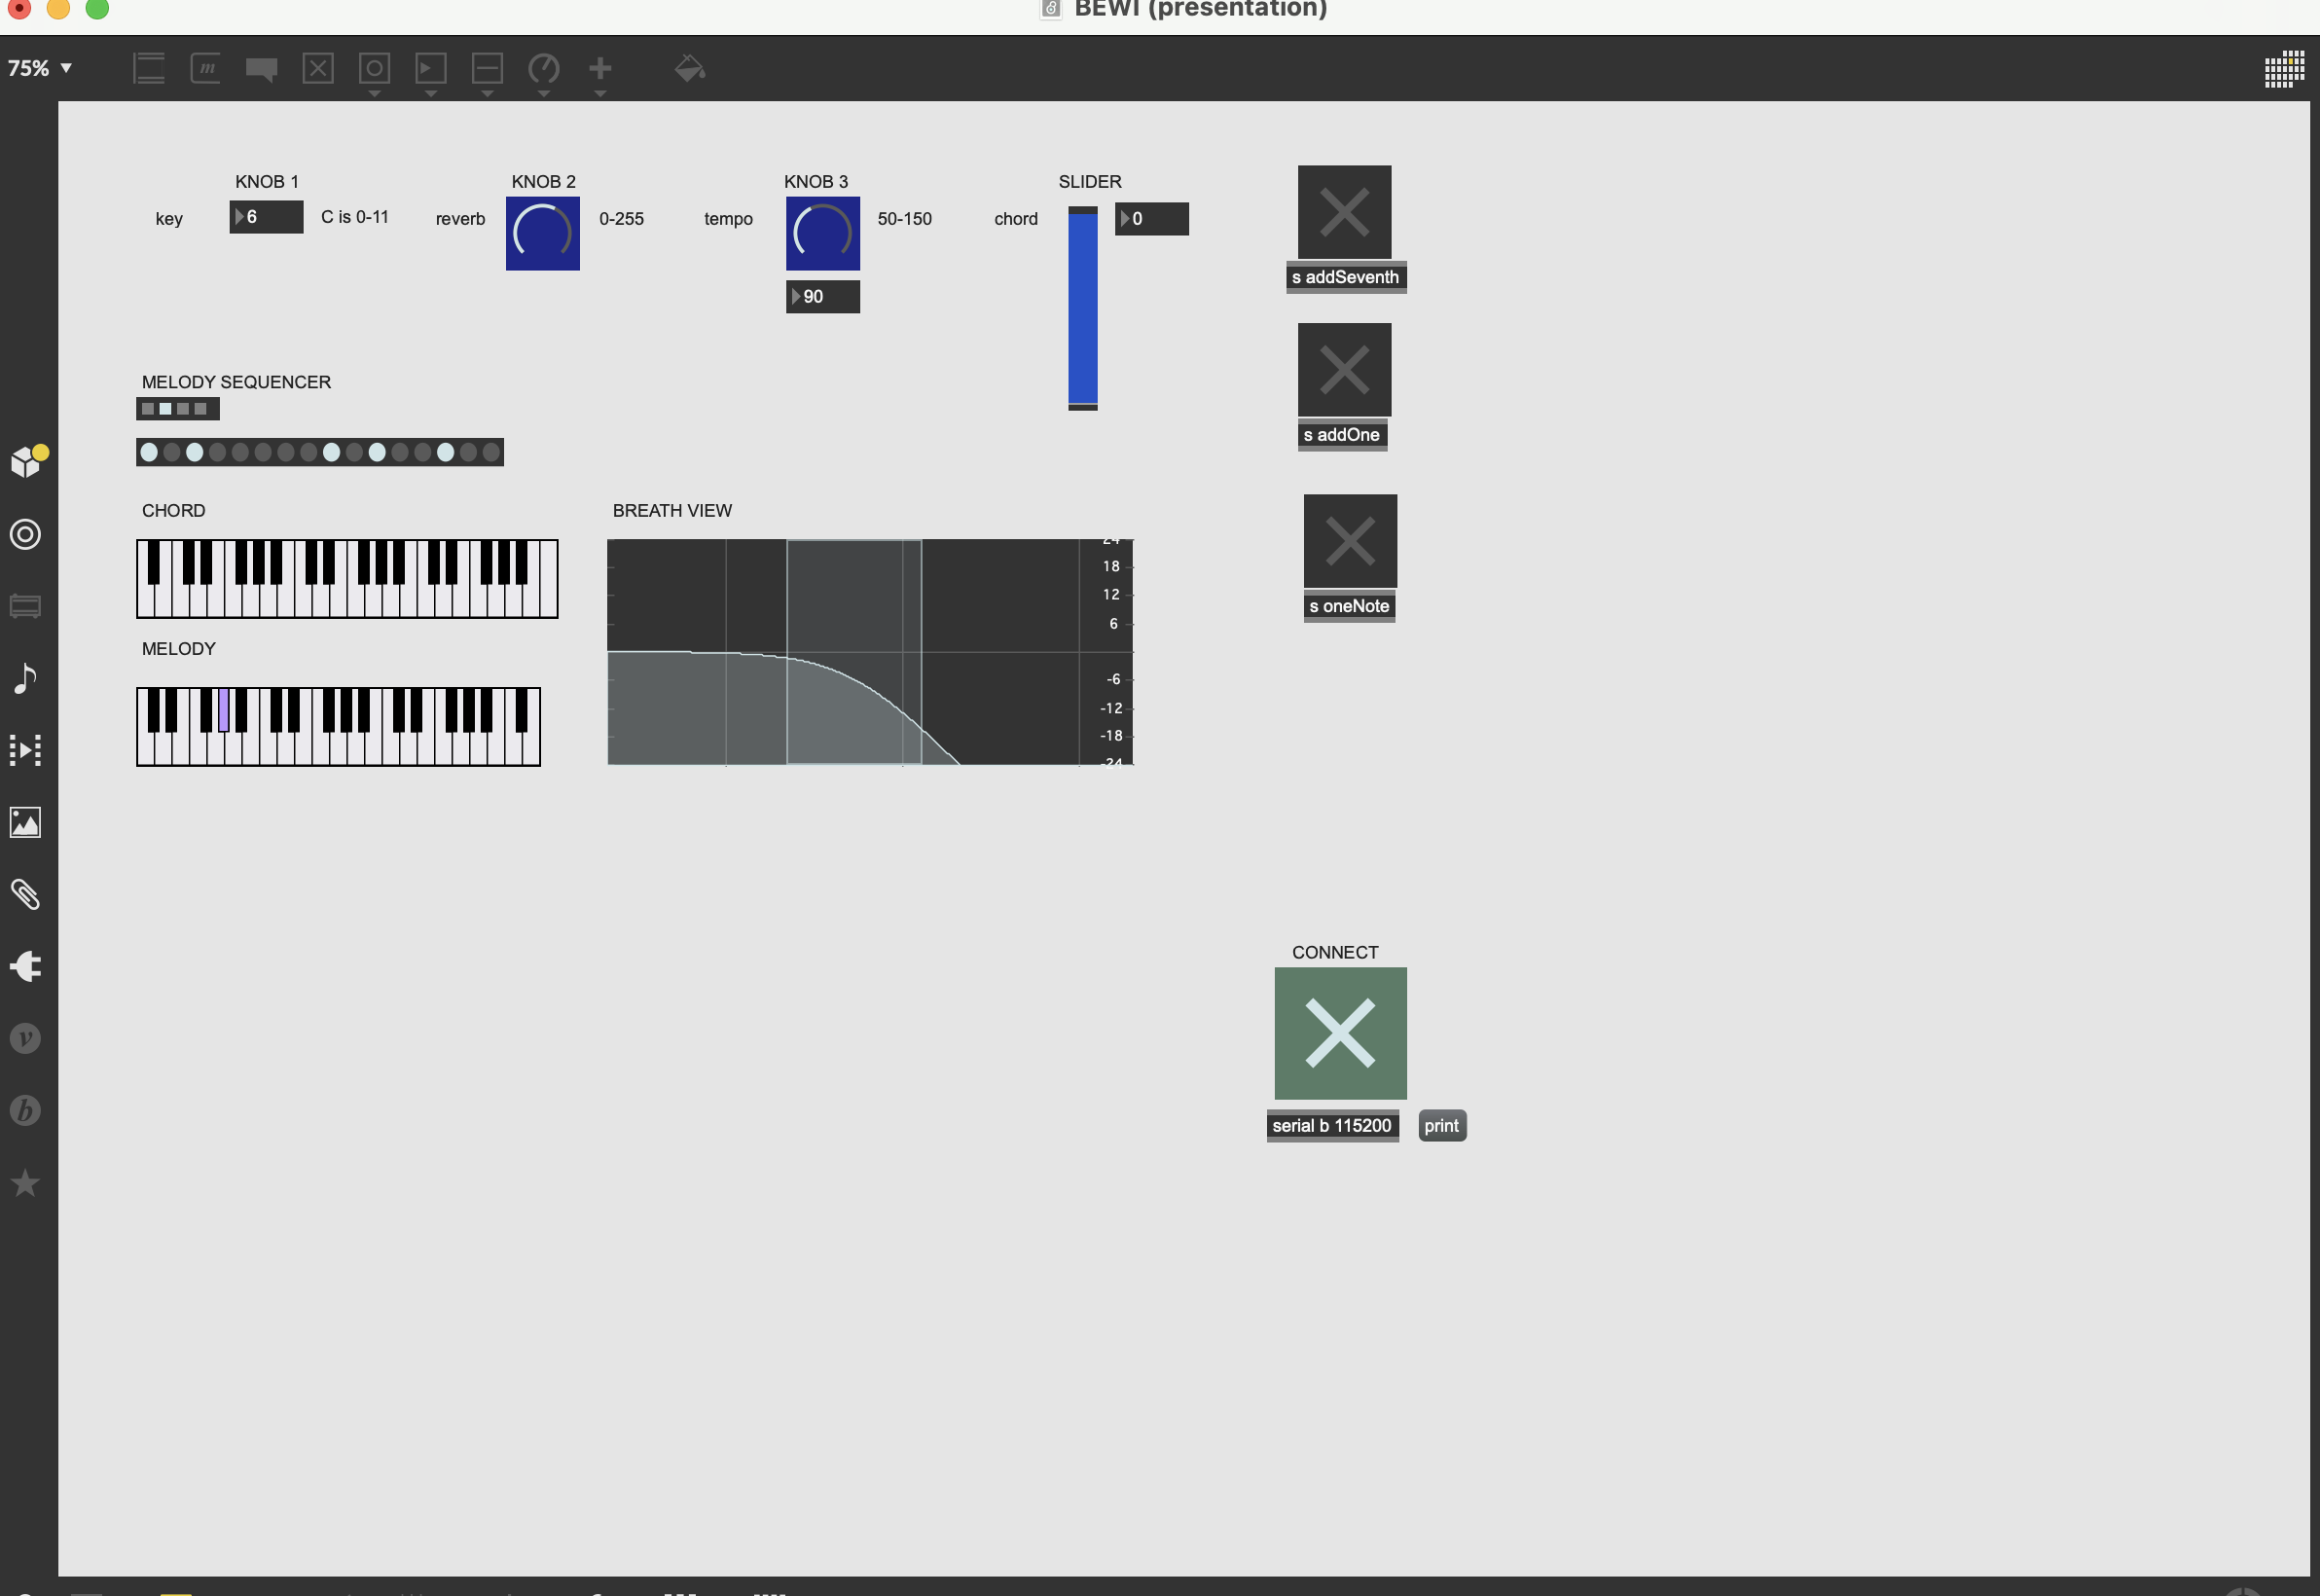 BEWI (presentation)
75%
m
KNOB 1
KNOB 2
KNOB 3
SLIDER
key
6
C is 0-11
reverb
0-255
tempo
50-150
chord
0
90
s addSeventh
MELODY SEQUENCER
s addOne
CHORD
BREATH VIEW
24
18
12
6
-6
-12
-18
-24
s oneNote
MELODY
CONNECT
serial b 115200
print
v
b